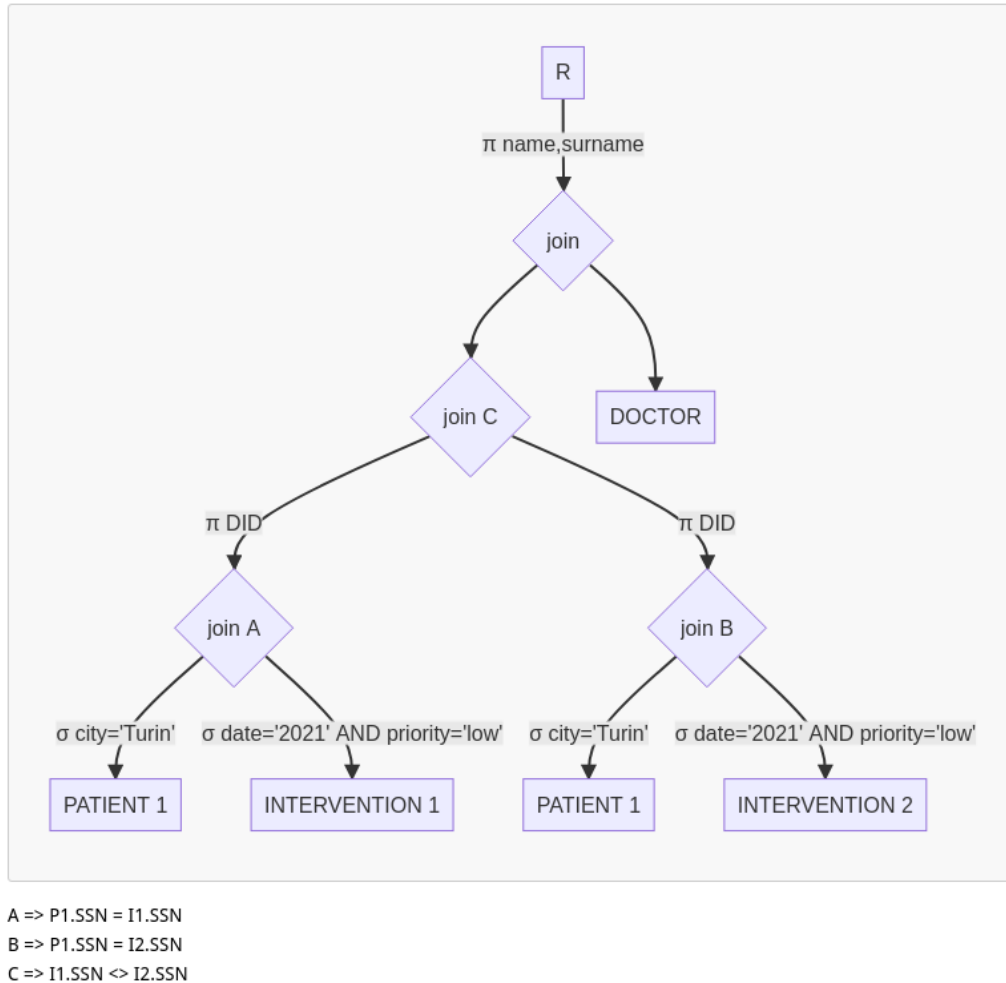 R
π name,surname
join
join C
DOCTOR
π DID
π DID
join A
join B
σ city='Turin'
σ date='2021' AND priority='low'
σ city='Turin'
σ date='2021' AND priority='low'
PATIENT 1
INTERVENTION 1
PATIENT 1
INTERVENTION 2
A => P1.SSN = I1.SSN
B => P1.SSN = I2.SSN
C => I1.SSN <> I2.SSN